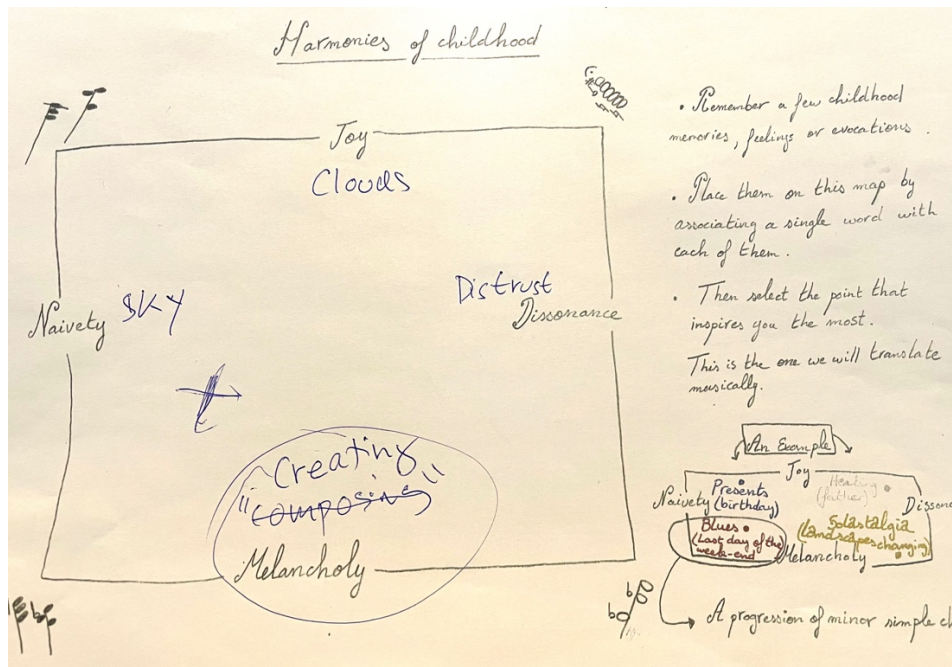 Harmonies of childhood
Joy
Clouds
Naivety
Sky
Distrust
Dissonance
Creating
"composing"
Melancholy
• Remember a few childhood
memories, feelings or evocations.
• Place them on this map by
associating a single word with
each of them.
• Then select the point that
inspires you the most.
This is the one we will translate
musically.
An Example
Joy
Naivety
Presents
(birthday)
Healing
(father)
Dissona
Blues
(Last day of the
week-end
Solastalgia
(landscapes changing)
Melancholy
A progression of minor simple ch